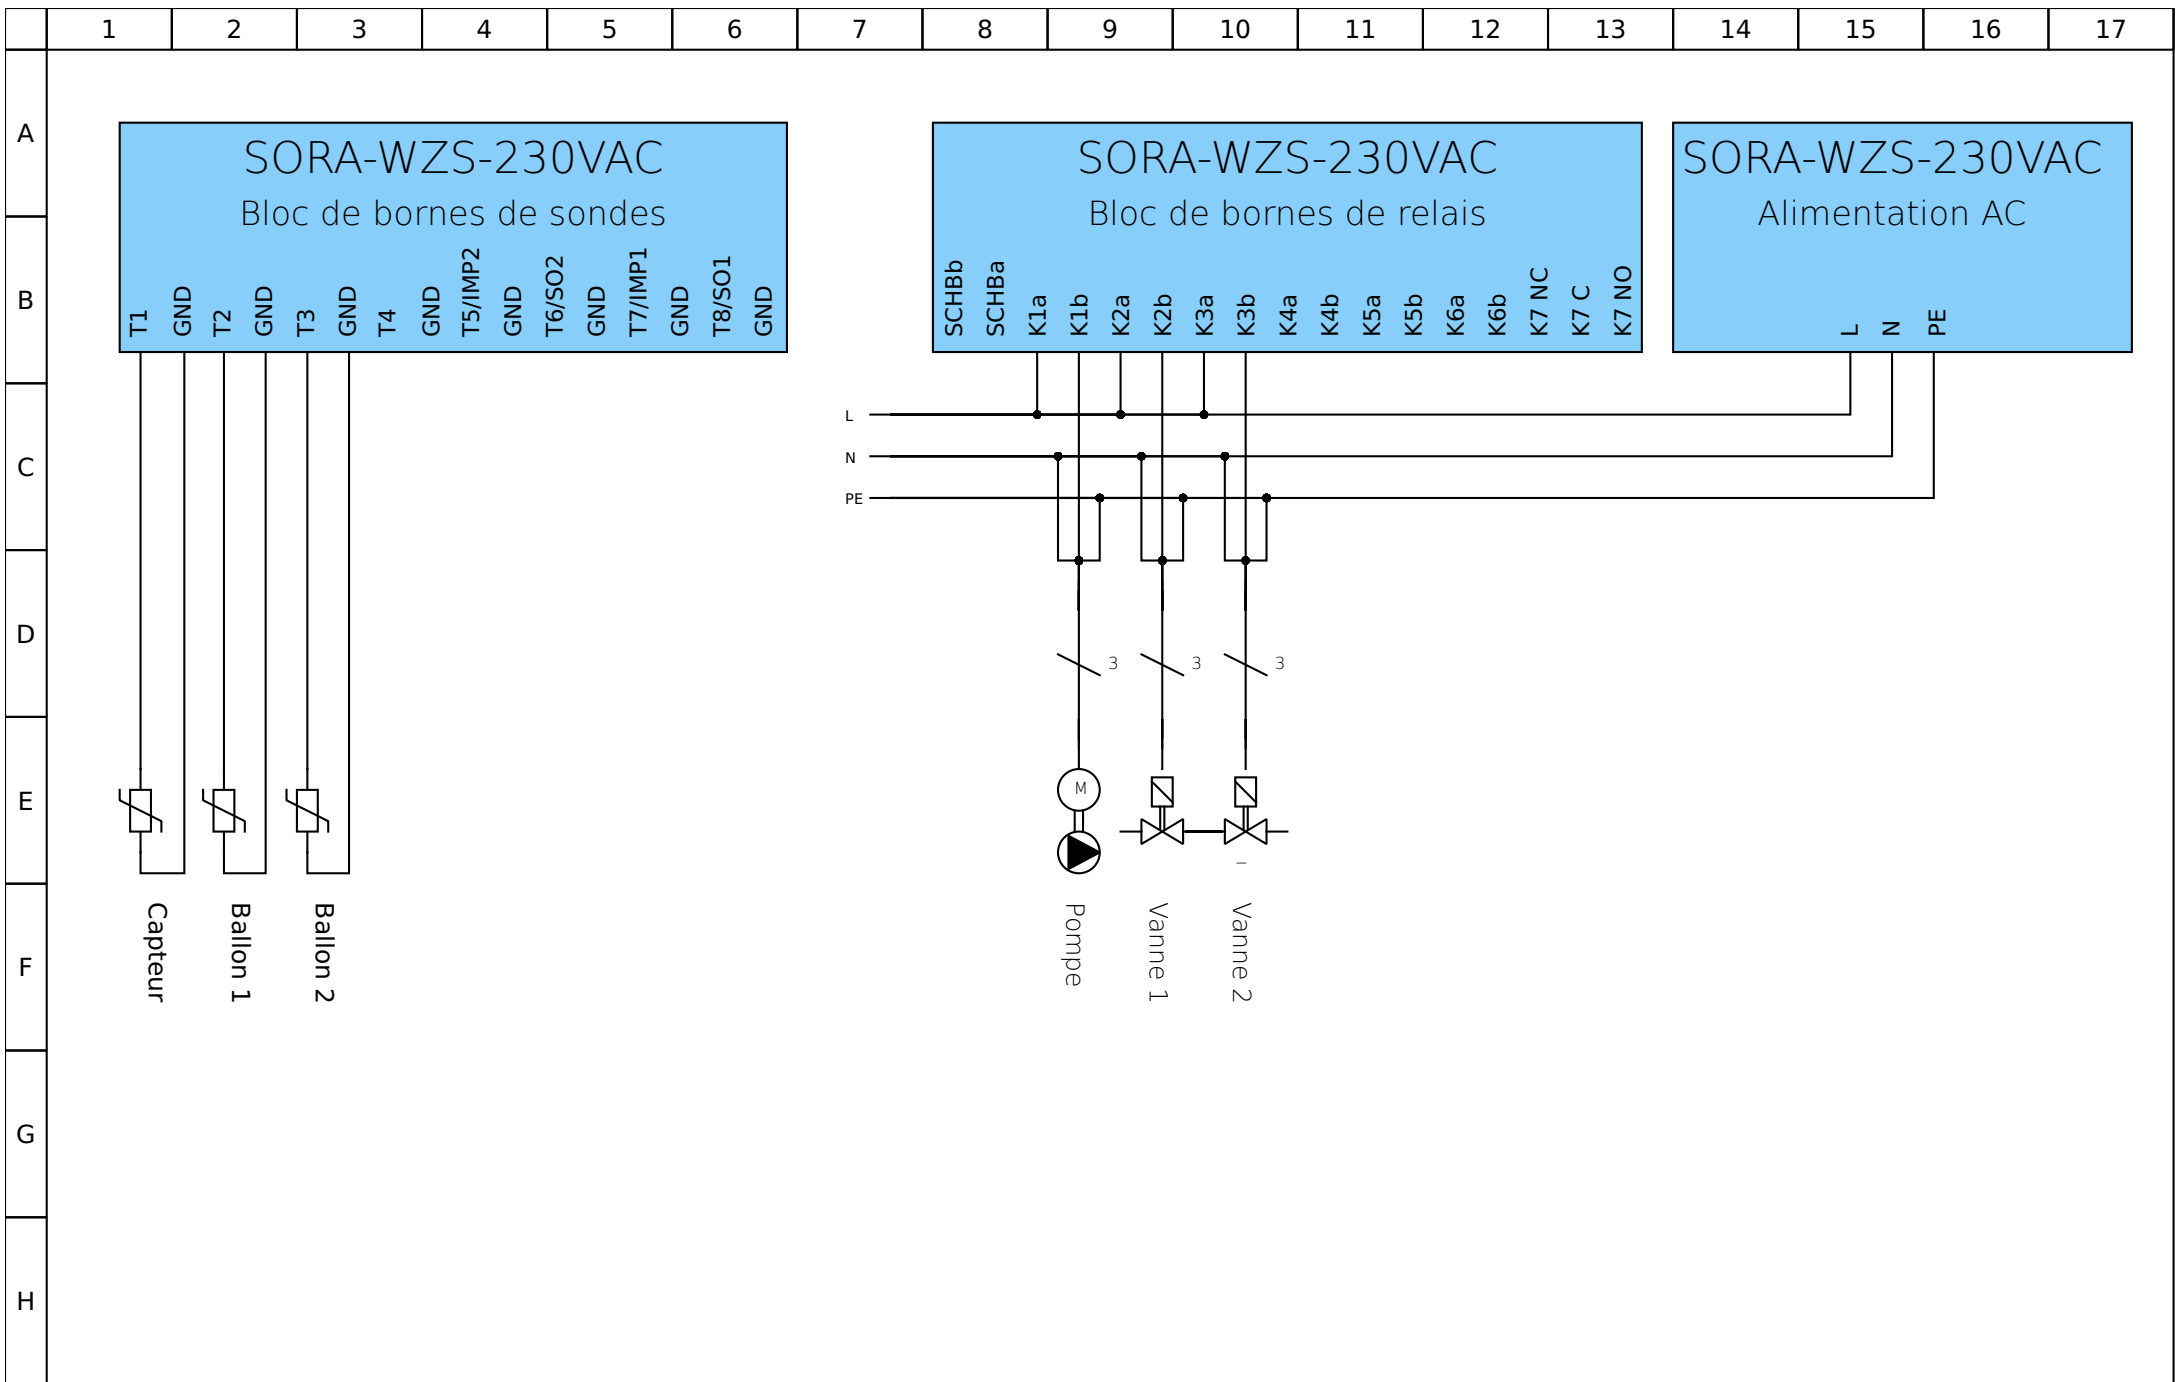 1 2 3 4 5 6 7 8 9 10 11 12 13 14 15 16 17
A
B
C
D
E
F
G
H
SORA-WZS-230VAC
Bloc de bornes de sondes
T1 GND T2 GND T3 GND T4 GND T5/IMP2 GND T6/SO2 GND T7/IMP1 GND T8/SO1 GND
SORA-WZS-230VAC
Bloc de bornes de relais
SCHBb SCHBa K1a K1b K2a K2b K3a K3b K4a K4b K5a K5b K6a K6b K7 NC K7 C K7 NO
SORA-WZS-230VAC
Alimentation AC
L N PE
L
N
PE
3 3 3
M
–
Capteur
Ballon 1
Ballon 2
Pompe
Vanne 1
Vanne 2